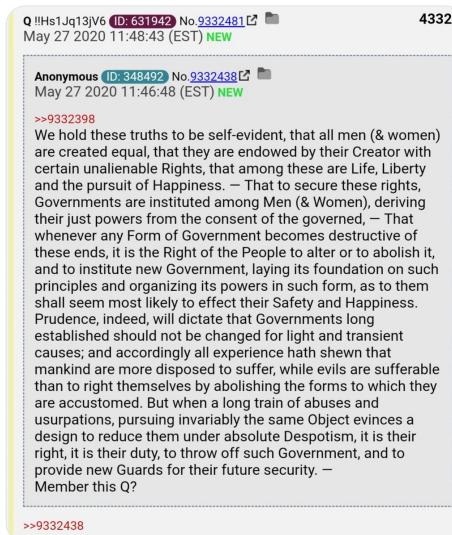 Q !!Hs1Jq13jV6 ID: 631942 No.9332481 4332
May 27 2020 11:48:43 (EST) NEW
Anonymous ID: 348492 No.9332438
May 27 2020 11:46:48 (EST) NEW
>>9332398
We hold these truths to be self-evident, that all men (& women)
are created equal, that they are endowed by their Creator with
certain unalienable Rights, that among these are Life, Liberty
and the pursuit of Happiness. — That to secure these rights,
Governments are instituted among Men (& Women), deriving
their just powers from the consent of the governed, — That
whenever any Form of Government becomes destructive of
these ends, it is the Right of the People to alter or to abolish it,
and to institute new Government, laying its foundation on such
principles and organizing its powers in such form, as to them
shall seem most likely to effect their Safety and Happiness.
Prudence, indeed, will dictate that Governments long
established should not be changed for light and transient
causes; and accordingly all experience hath shewn that
mankind are more disposed to suffer, while evils are sufferable
than to right themselves by abolishing the forms to which they
are accustomed. But when a long train of abuses and
usurpations, pursuing invariably the same Object evinces a
design to reduce them under absolute Despotism, it is their
right, it is their duty, to throw off such Government, and to
provide new Guards for their future security. —
Member this Q?
>>9332438